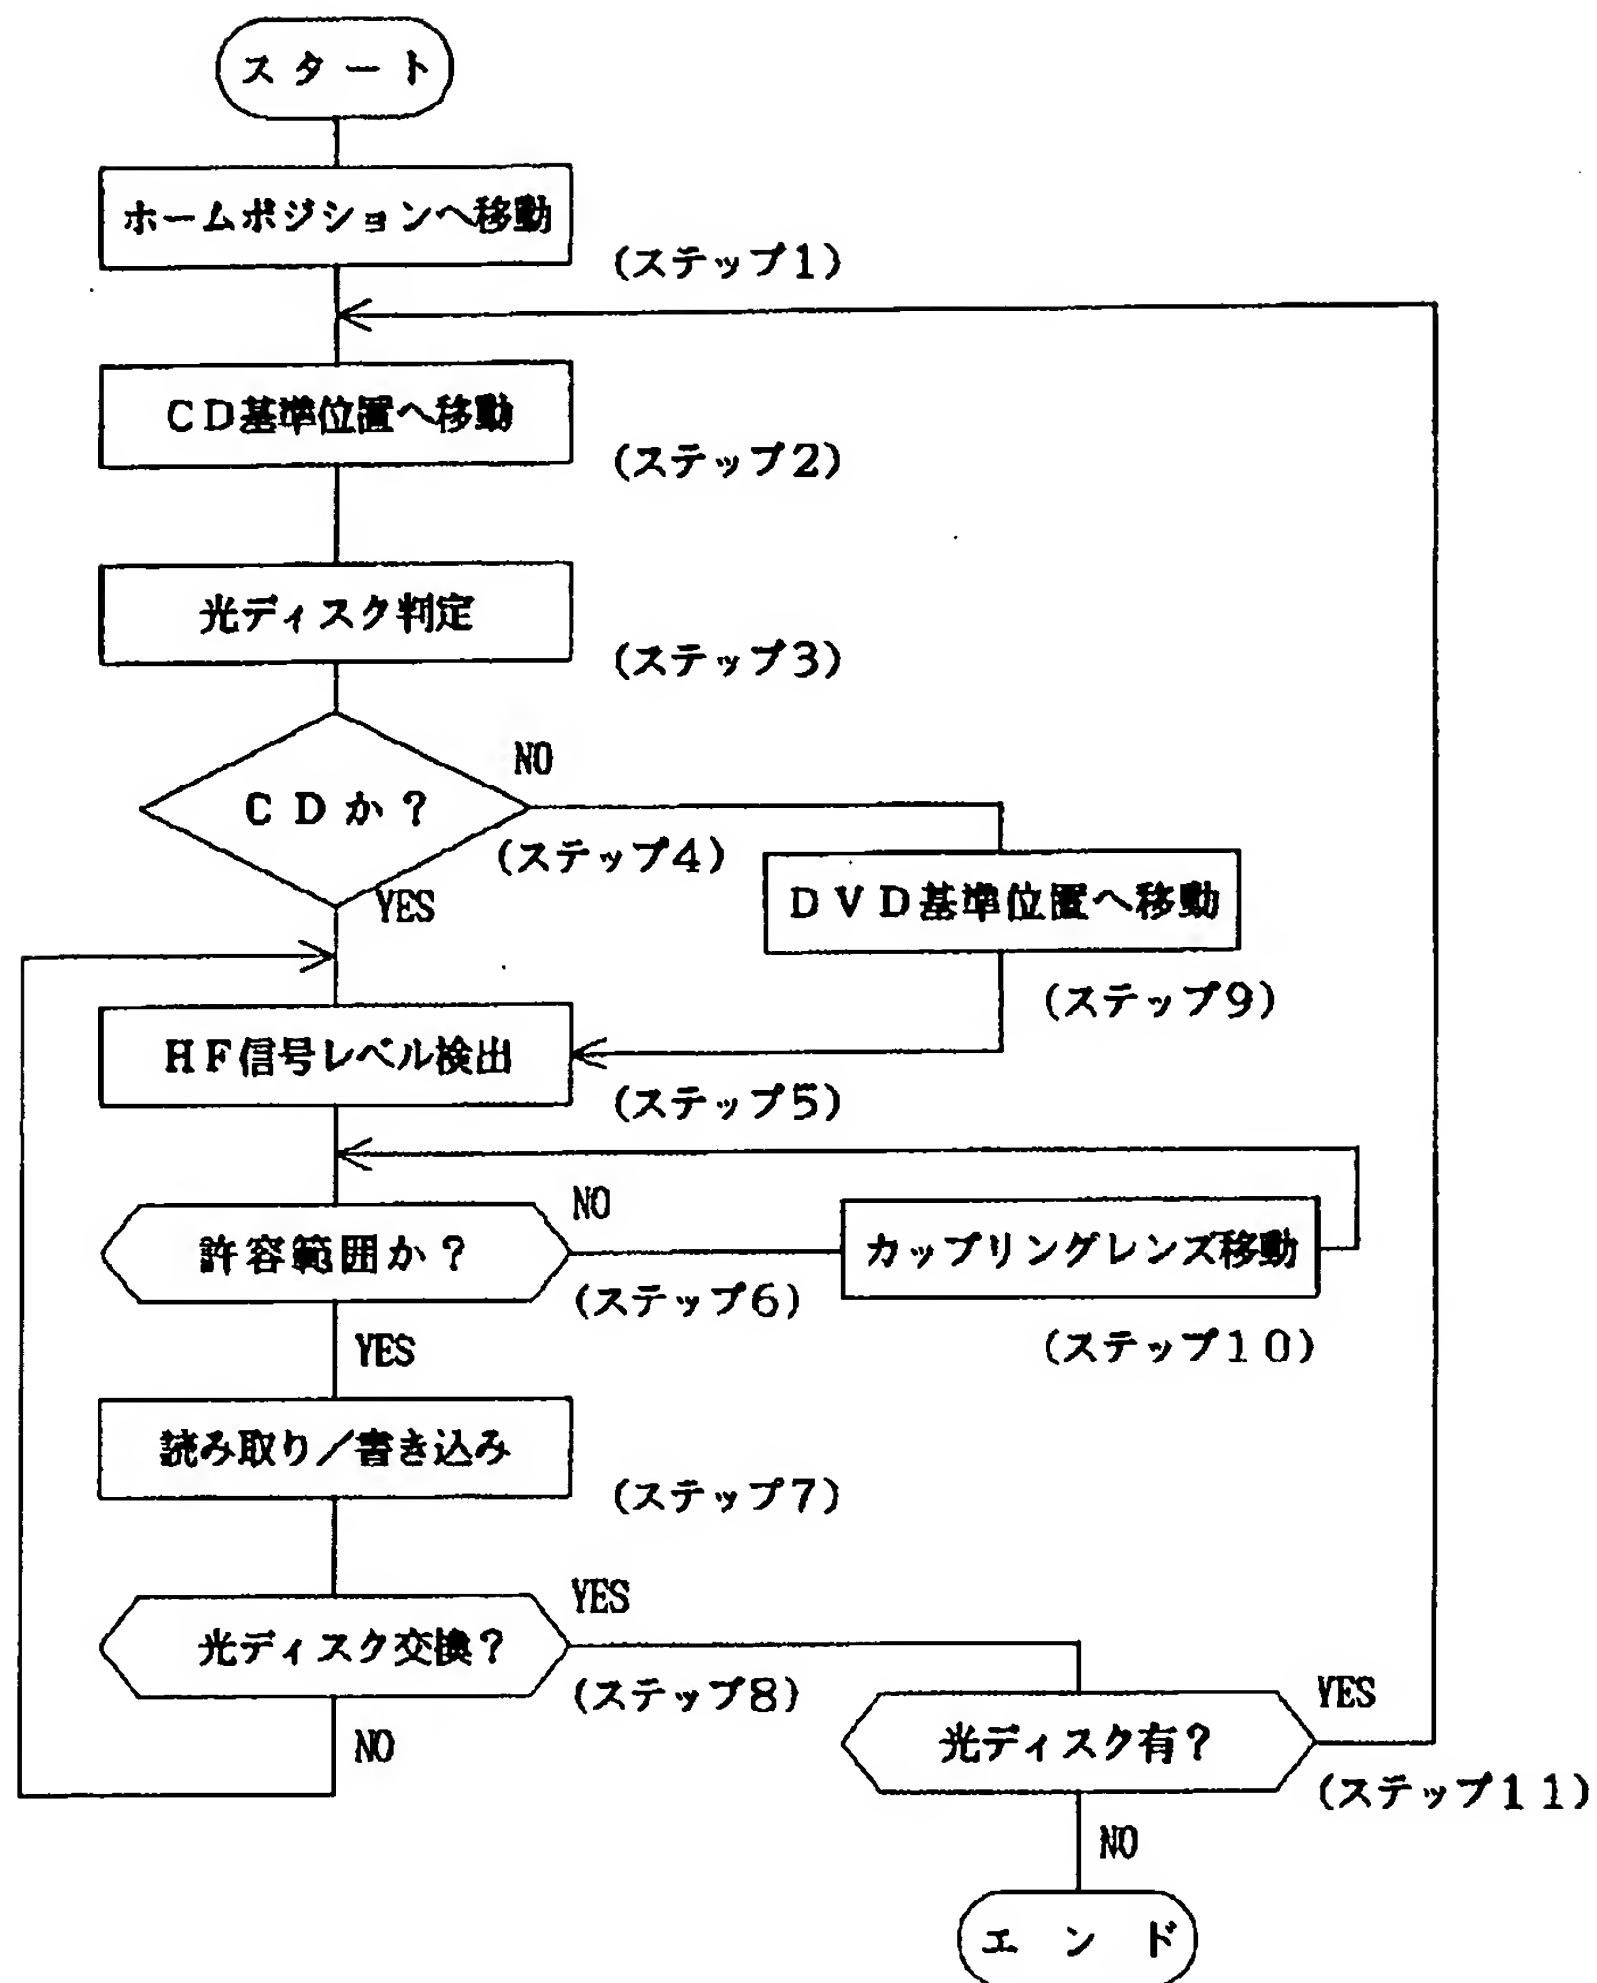 スタート
ホームポジションへ移動
(ステップ1)
CD基準位置へ移動
(ステップ2)
光ディスク判定
(ステップ3)
CDか?
NO
(ステップ4)
YES
DVD基準位置へ移動
(ステップ9)
HF信号レベル検出
(ステップ5)
許容範囲か?
NO
(ステップ6)
YES
カップリングレンズ移動
(ステップ10)
読み取り/書き込み
(ステップ7)
光ディスク交換?
YES
(ステップ8)
NO
光ディスク有?
YES
(ステップ11)
NO
エンド